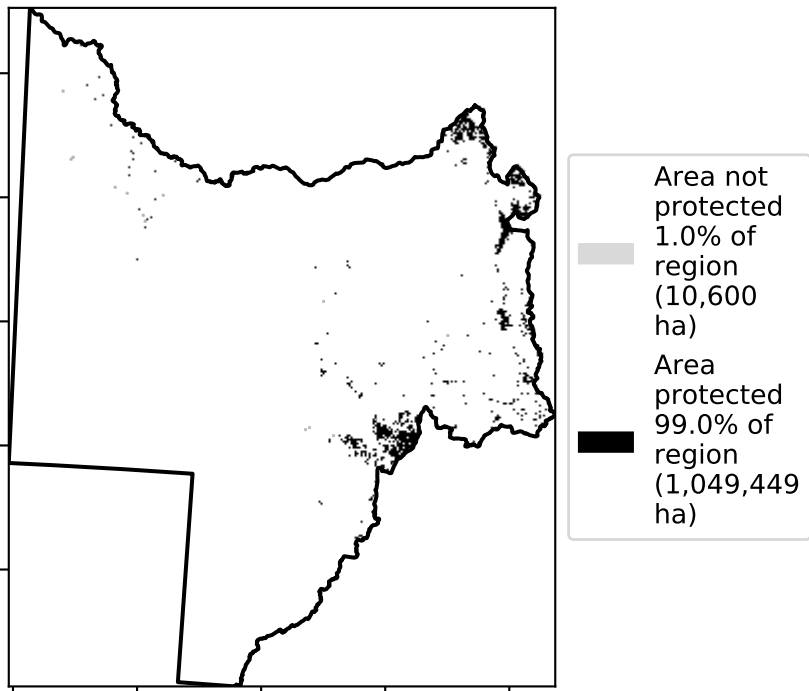 Area not
protected
1.0% of
region
(10,600
ha)
Area
protected
99.0% of
region
(1,049,449
ha)